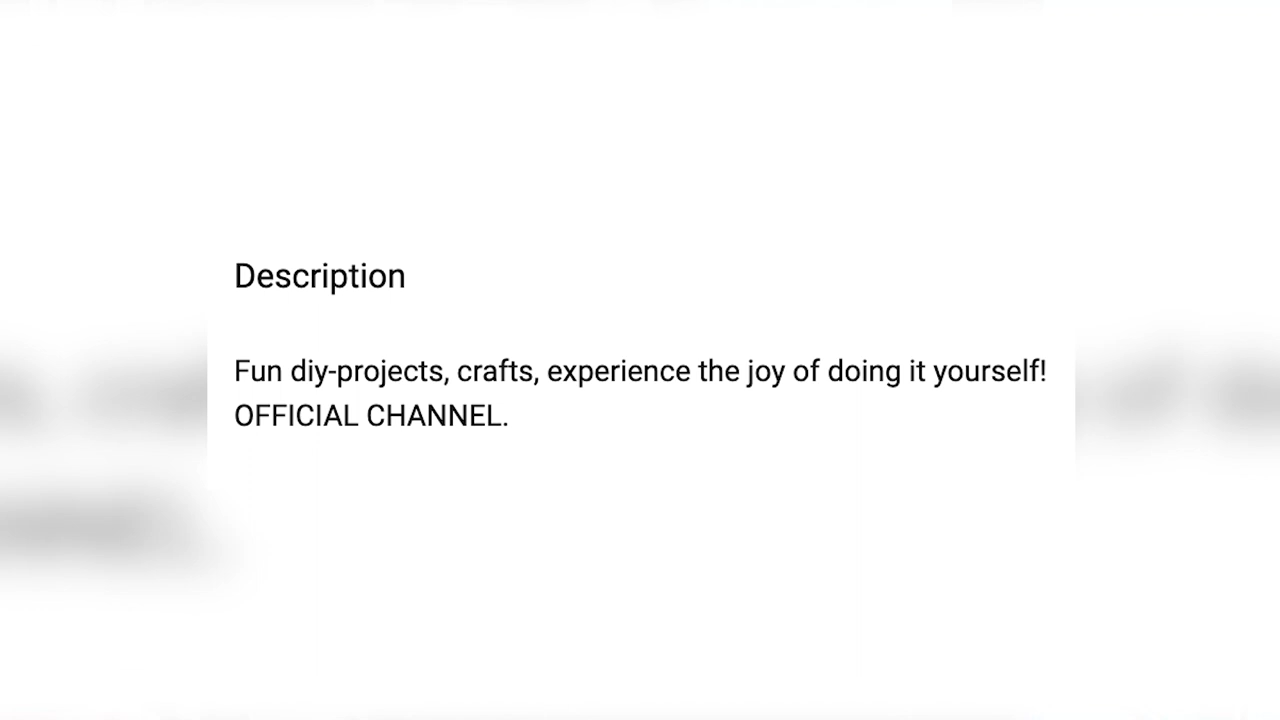 Description
Fun diy-projects, crafts, experience the joy of doing it yourself!
OFFICIAL CHANNEL.